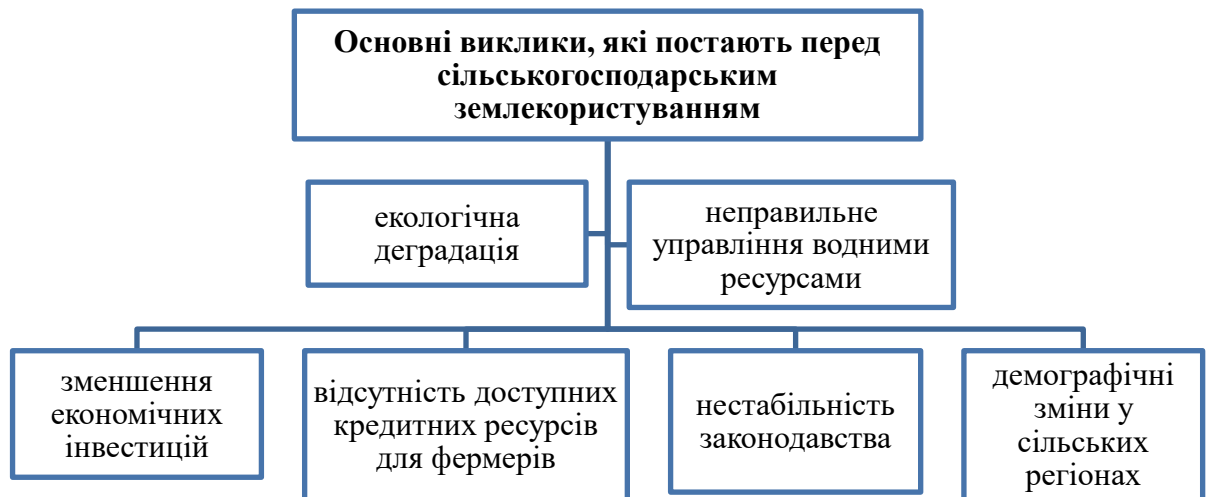 Основні виклики, які постають перед
сільськогосподарським
землекористуванням
екологічна
деградація
неправильне
управління водними
ресурсами
зменшення
економічних
інвестицій
відсутність доступних
кредитних ресурсів
для фермерів
нестабільність
законодавства
демографічні
зміни у
сільських
регіонах